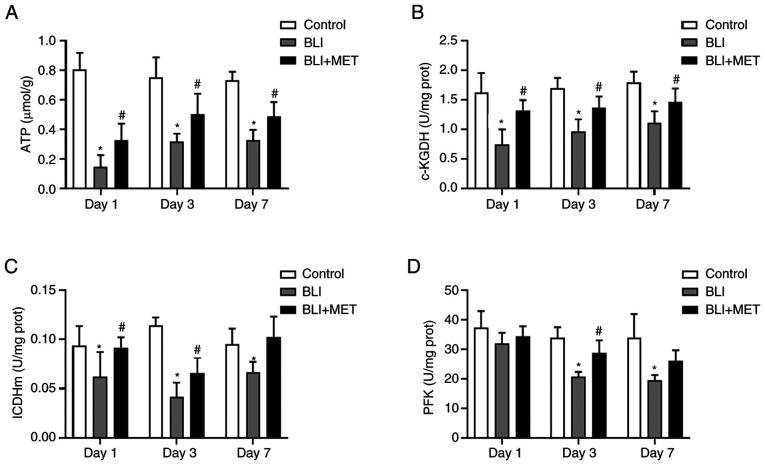 A
Control
BLI
BLI+MET
ATP (μmol/g)
1.0
0.8
0.6
0.4
0.2
0.0
*
#
*
#
*
#
Day 1
Day 3
Day 7
B
Control
BLI
BLI+MET
c-KGDH (U/mg prot)
2.5
2.0
1.5
1.0
0.5
0.0
*
#
*
#
*
#
Day 1
Day 3
Day 7
C
Control
BLI
BLI+MET
ICDHm (U/mg prot)
0.15
0.10
0.05
0.00
*
#
*
#
*
Day 1
Day 3
Day 7
D
Control
BLI
BLI+MET
PFK (U/mg prot)
50
40
30
20
10
0
*
#
*
Day 1
Day 3
Day 7